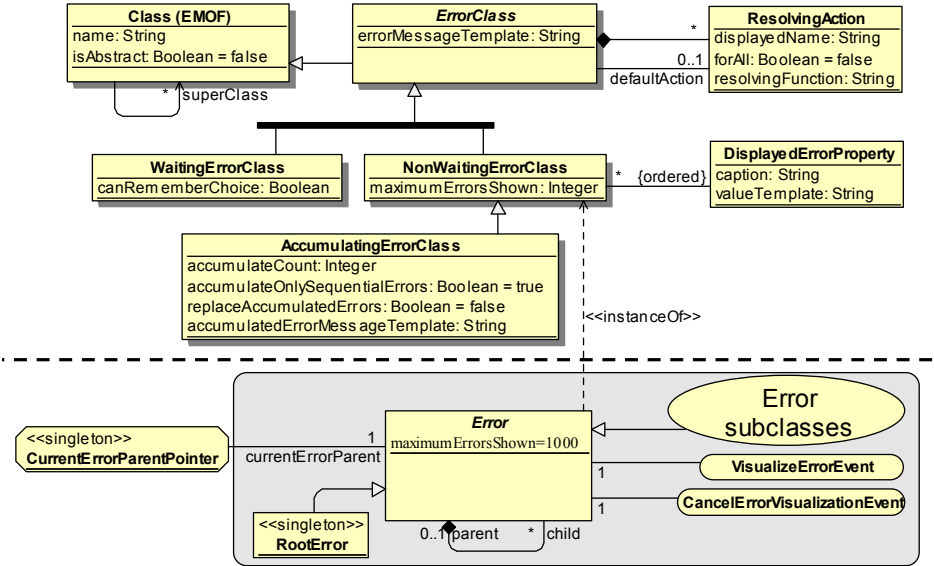 Class (EMOF)
name: String
isAbstract: Boolean = false
* superClass
ErrorClass
errorMessageTemplate: String
*
0..1
defaultAction
ResolvingAction
displayedName: String
forAll: Boolean = false
resolvingFunction: String
WaitingErrorClass
canRememberChoice: Boolean
NonWaitingErrorClass
maximumErrorsShown: Integer
* {ordered}
DisplayedErrorProperty
caption: String
valueTemplate: String
AccumulatingErrorClass
accumulateCount: Integer
accumulateOnlySequentialErrors: Boolean = true
replaceAccumulatedErrors: Boolean = false
accumulatedErrorMessageTemplate: String
<<instanceOf>>
<<singleton>>
CurrentErrorParentPointer
1
currentErrorParent
Error
maximumErrorsShown=1000
Error
subclasses
1
VisualizeErrorEvent
1
CancelErrorVisualizationEvent
<<singleton>>
RootError
0..1 parent
* child